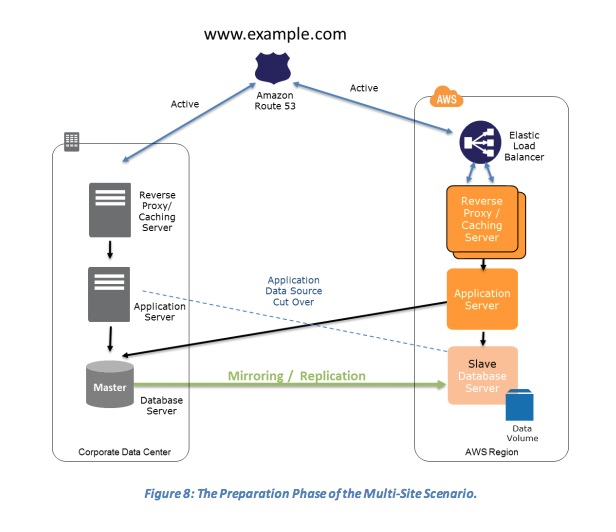 www.example.com
Amazon
Route 53
Active
Active
AWS
Elastic
Load
Balancer
Reverse
Proxy/
Caching
Server
Reverse
Proxy /
Caching
Server
Application
Data Source
Cut Over
Application
Server
Application
Server
Mirroring / Replication
Master
Database
Server
Slave
Database
Server
Data
Volume
Corporate Data Center
AWS Region
Figure 8: The Preparation Phase of the Multi-Site Scenario.